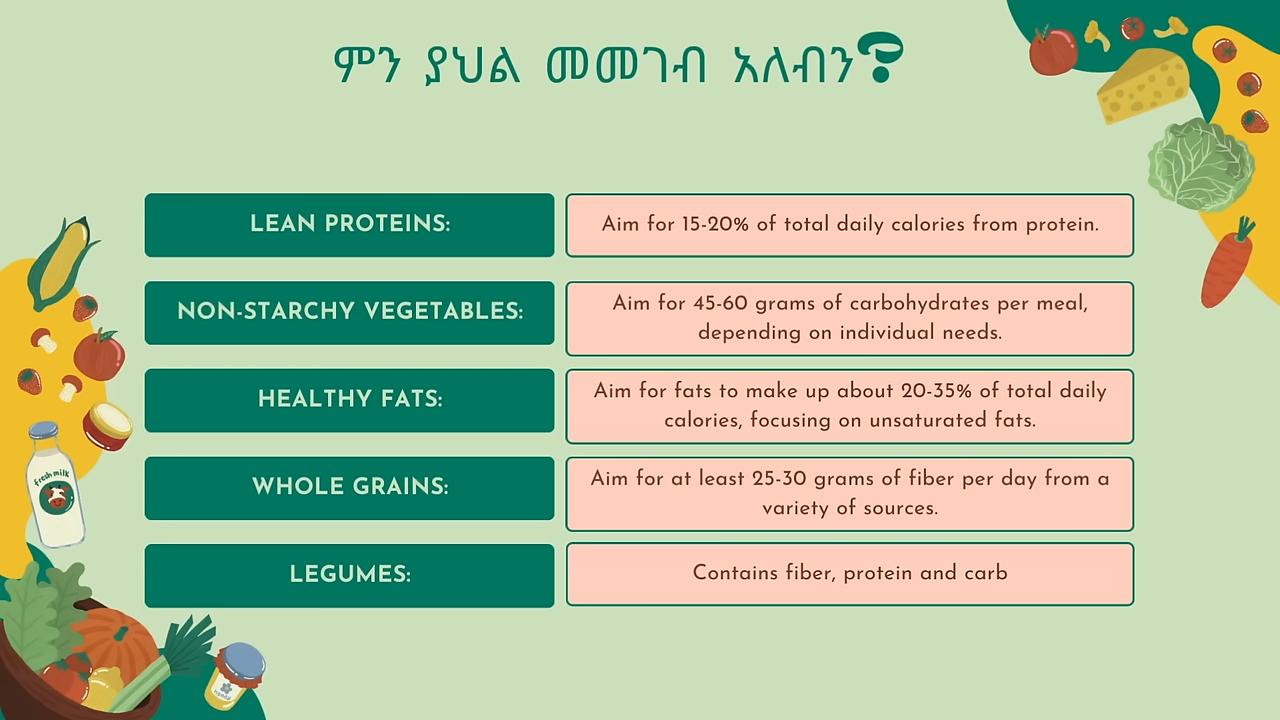 ምን ያህል መመገብ አለብን?
LEAN PROTEINS:
Aim for 15-20% of total daily calories from protein.
NON-STARCHY VEGETABLES:
Aim for 45-60 grams of carbohydrates per meal,
depending on individual needs.
HEALTHY FATS:
Aim for fats to make up about 20-35% of total daily
calories, focusing on unsaturated fats.
WHOLE GRAINS:
Aim for at least 25-30 grams of fiber per day from a
variety of sources.
LEGUMES:
Contains fiber, protein and carb
fresh milk